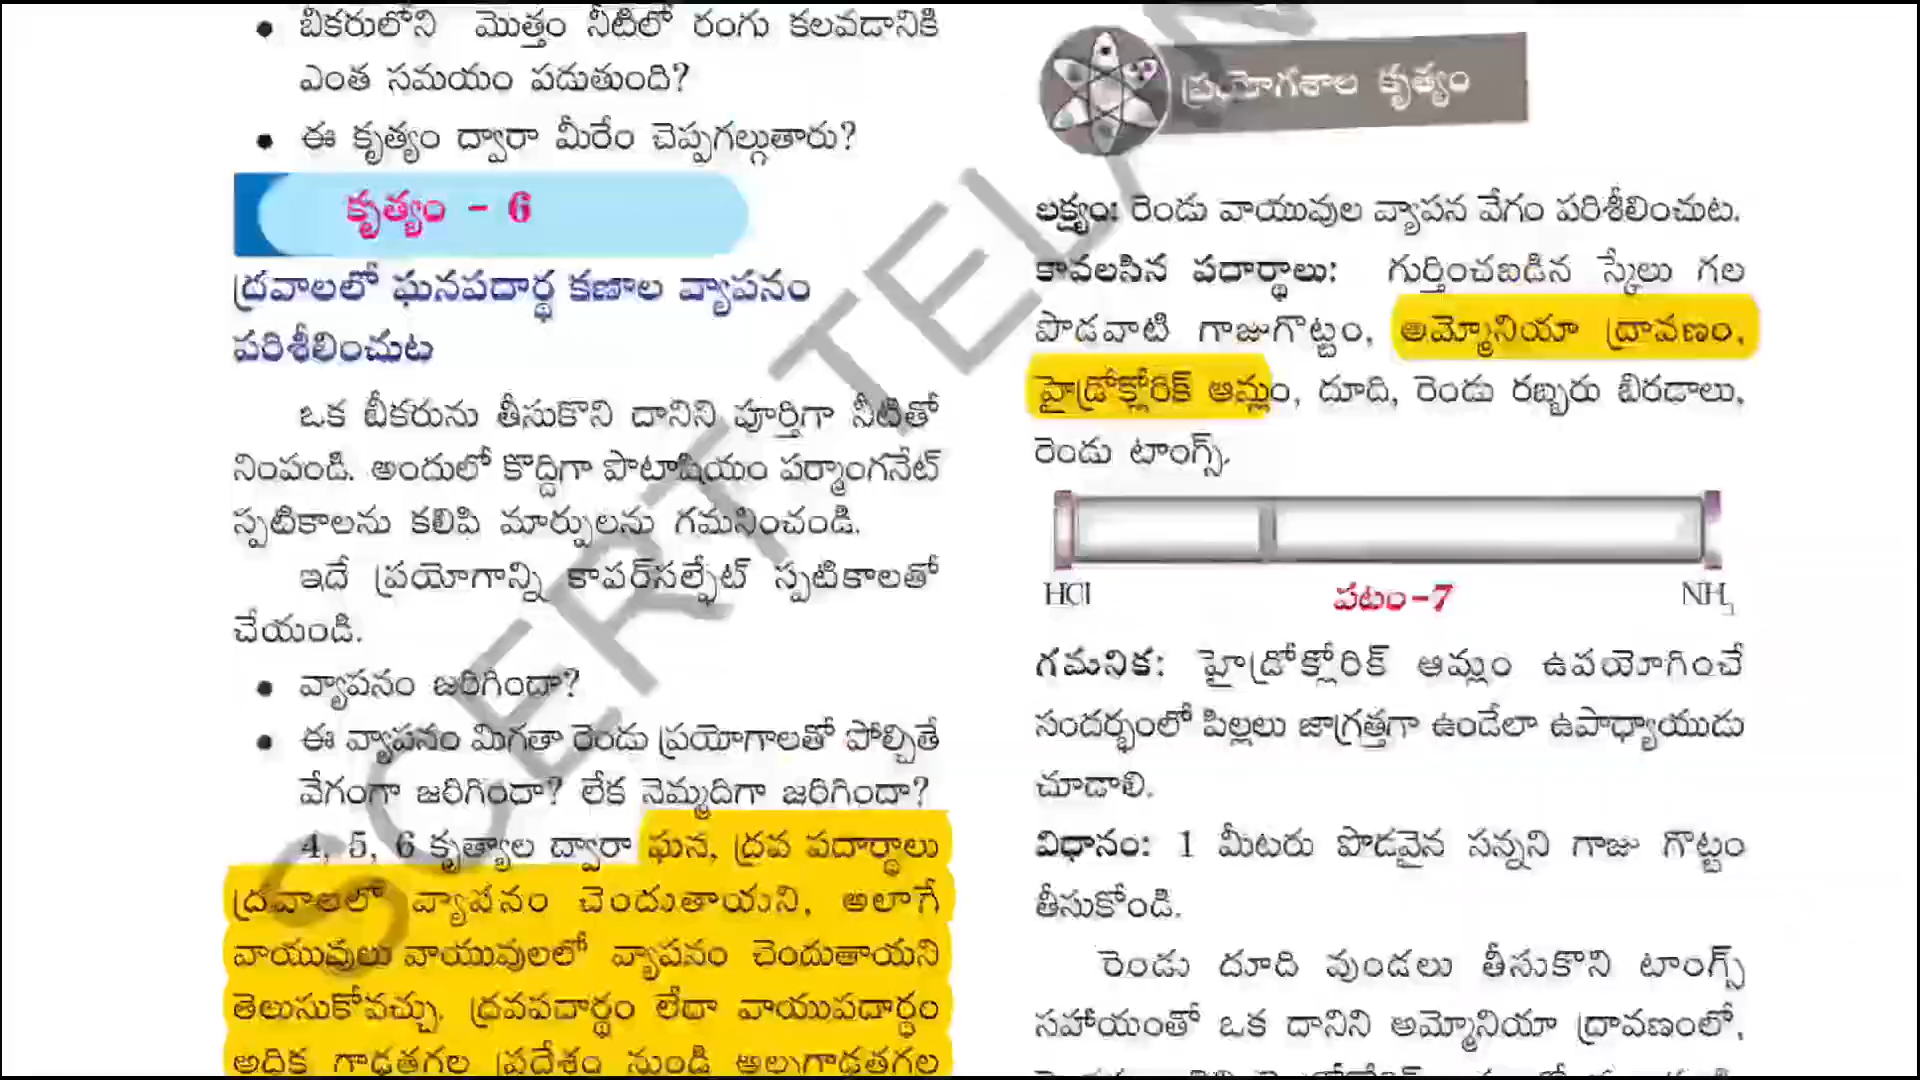 బీకరులోని మొత్తం నీటిలో రంగు కలవడానికి
ఎంత సమయం పడుతుంది?
ఈ కృత్యం ద్వారా మీరేం చెప్పగల్గుతారు?
కృత్యం - 6
ద్రవాలలో ఘనపదార్థ కణాల వ్యాపనం
పరిశీలించుట
ఒక బీకరును తీసుకొని దానిని పూర్తిగా నీటితో
నింపండి. అందులో కొద్దిగా పొటాషియం పర్మాంగనేట్
స్పటికాలను కలిపి మార్పులను గమనించండి.
ఇదే ప్రయోగాన్ని కాపర్‌సల్ఫేట్ స్పటికాలతో
చేయండి.
వ్యాపనం జరిగిందా?
ఈ వ్యాపనం మిగతా రెండు ప్రయోగాలతో పోల్చితే
వేగంగా జరిగిందా? లేక నెమ్మదిగా జరిగిందా?
4, 5, 6 కృత్యాల ద్వారా ఘన, ద్రవ పదార్థాలు
ద్రవాలలో వ్యాపనం చెందుతాయని, అలాగే
వాయువులు వాయువులలో వ్యాపనం చెందుతాయని
తెలుసుకోవచ్చు. ద్రవపదార్థం లేదా వాయుపదార్థం
అధిక గాఢతగల ప్రదేశం నుండి అల్పగాఢతగల
ప్రయోగశాల కృత్యం
లక్ష్యం: రెండు వాయువుల వ్యాపన వేగం పరిశీలించుట.
కావలసిన పదార్థాలు: గుర్తించబడిన స్కేలు గల
పొడవాటి గాజుగొట్టం, అమ్మోనియా ద్రావణం,
హైడ్రోక్లోరిక్ ఆమ్లం, దూది, రెండు రబ్బరు బిరడాలు,
రెండు టాంగ్స్.
HCl పటం-7 NH3
గమనిక: హైడ్రోక్లోరిక్ ఆమ్లం ఉపయోగించే
సందర్భంలో పిల్లలు జాగ్రత్తగా ఉండేలా ఉపాధ్యాయుడు
చూడాలి.
విధానం: 1 మీటరు పొడవైన సన్నని గాజు గొట్టం
తీసుకోండి.
రెండు దూది వుండలు తీసుకొని టాంగ్స్
సహాయంతో ఒక దానిని అమ్మోనియా ద్రావణంలో,
SCERT TELAN